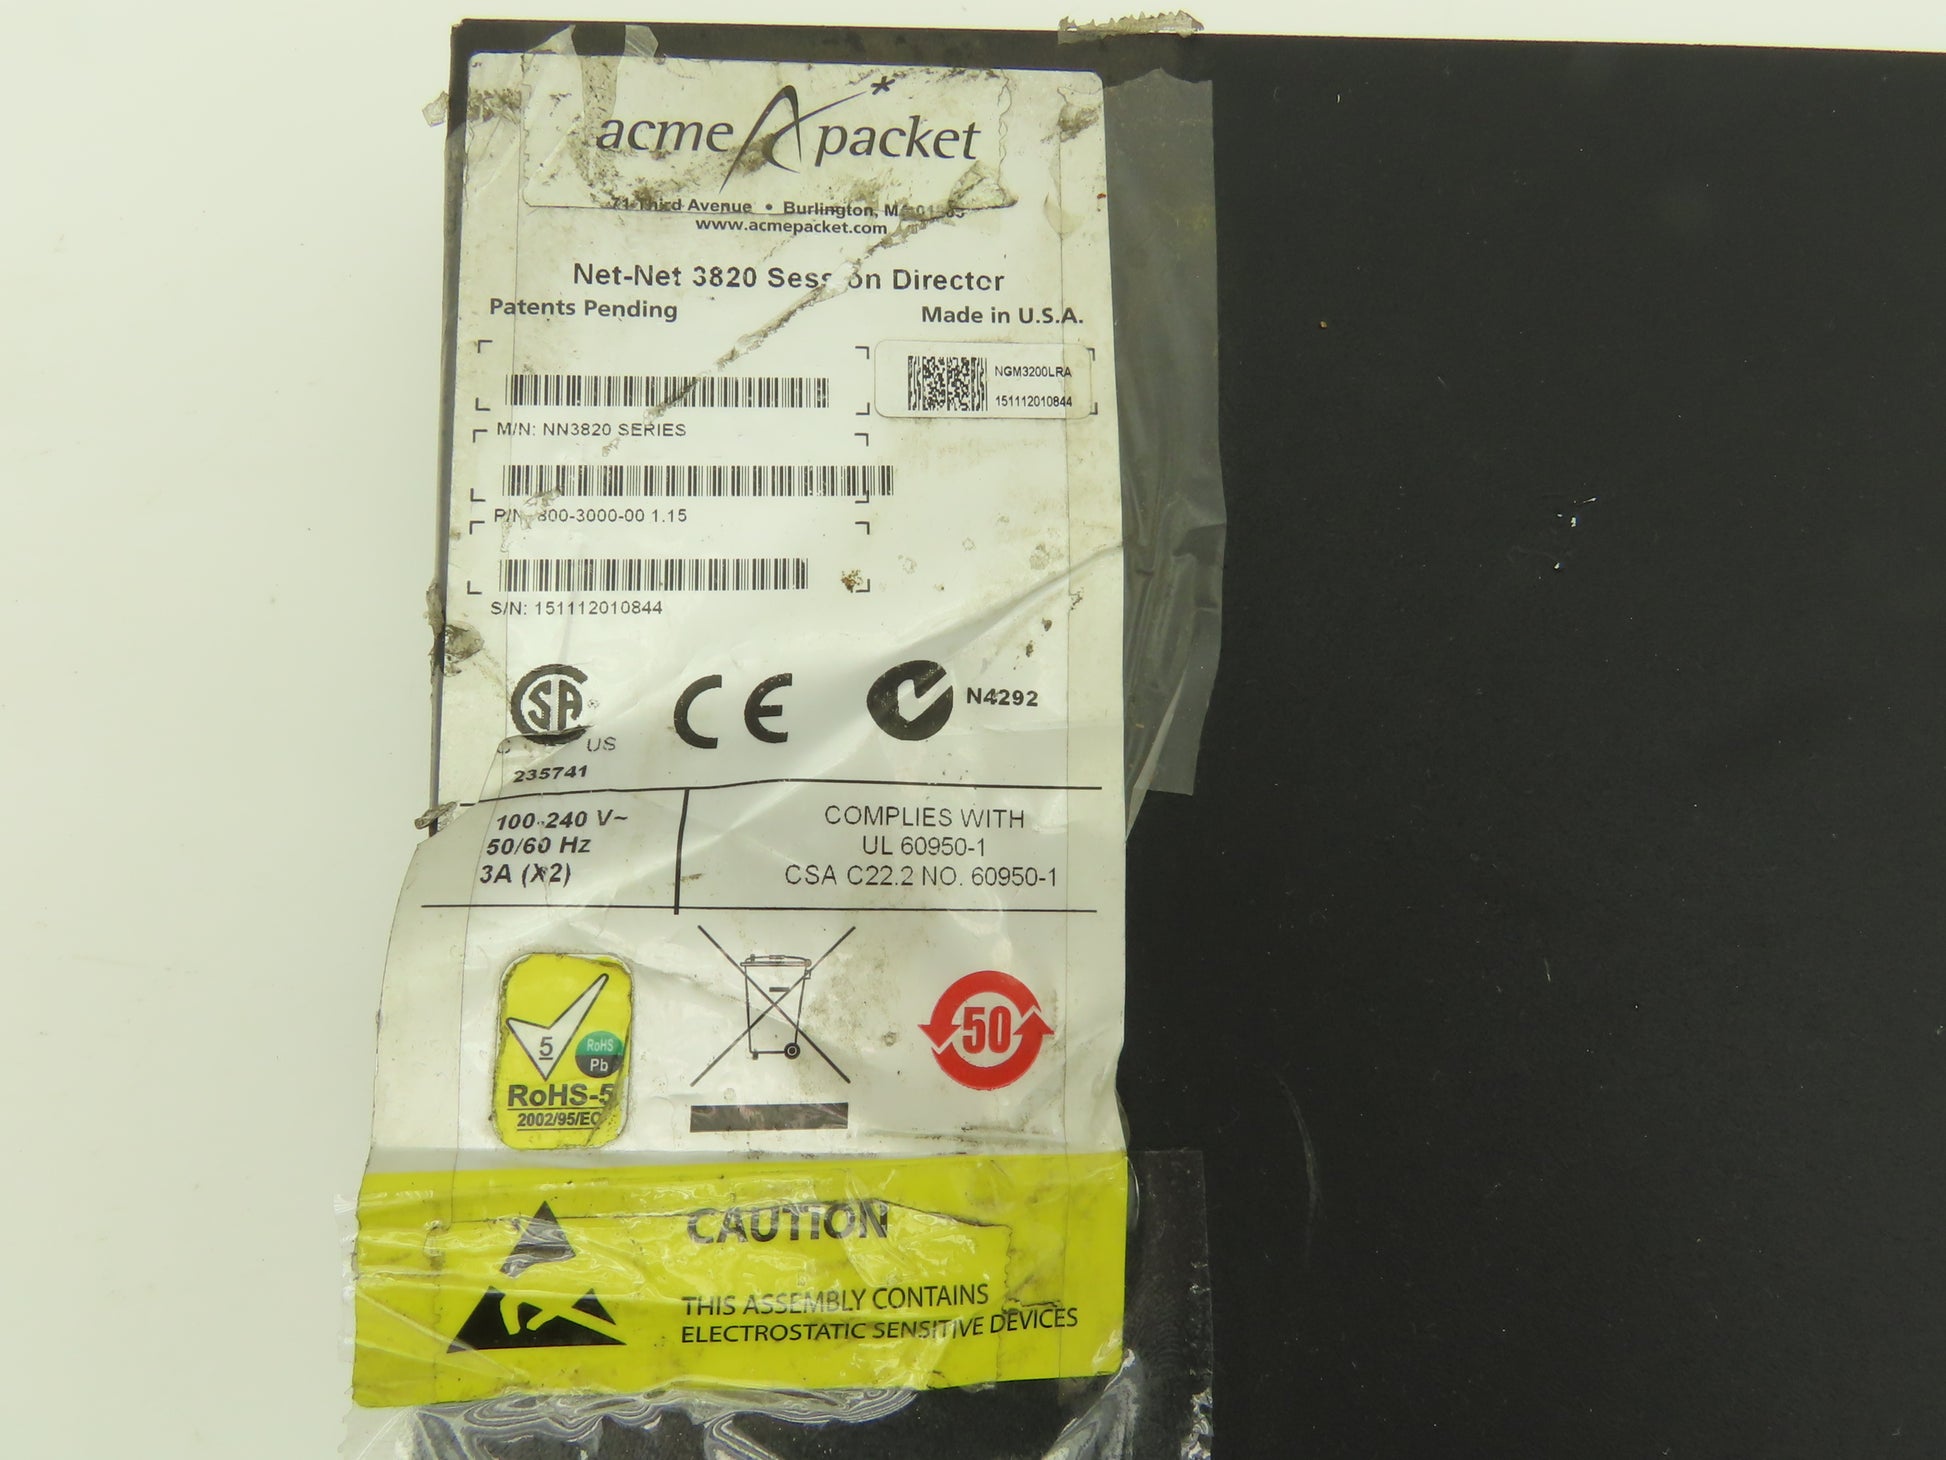 acme packet
71 Third Avenue • Burlington, MA
www.acmepacket.com
Net-Net 3820 Session Director
Patents Pending
Made in U.S.A.
NGM3200LRA
151112010844
M/N: NN3820 SERIES
P/N: 800-3000-00 1.15
S/N: 151112010844
CSA
US
235741
CE
N4292
100-240 V~
50/60 Hz
3A (X2)
COMPLIES WITH
UL 60950-1
CSA C22.2 NO. 60950-1
5
RoHS
Pb
RoHS-5
2002/95/EC
50
CAUTION
THIS ASSEMBLY CONTAINS
ELECTROSTATIC SENSITIVE DEVICES